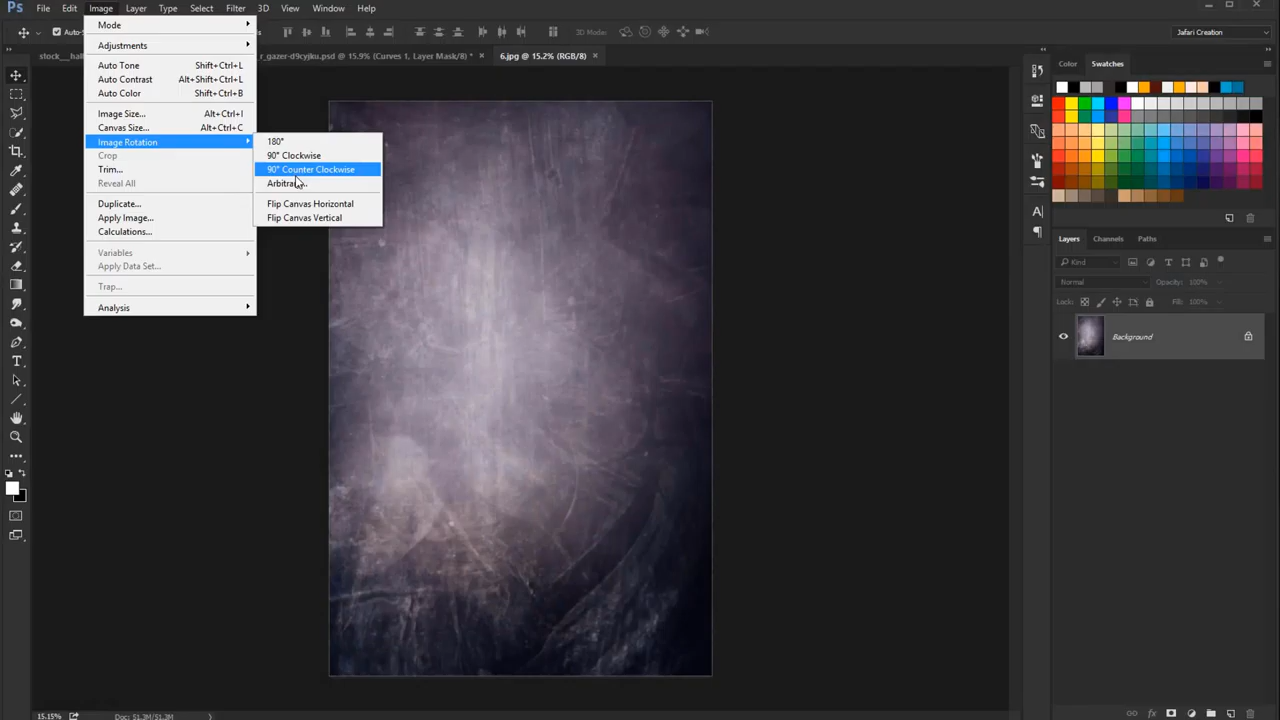 Ps File Edit Image Layer Type Select Filter 3D View Window Help
3D Mode:
Jafari Creation
_r_gazer-d9cyjku.psd @ 15.9% (Curves 1, Layer Mask/8) * ×
6.jpg @ 15.2% (RGB/8) ×
Mode
Adjustments
Auto Tone Shift+Ctrl+L
Auto Contrast Alt+Shift+Ctrl+L
Auto Color Shift+Ctrl+B
Image Size... Alt+Ctrl+I
Canvas Size... Alt+Ctrl+C
Image Rotation
Crop
Trim...
Reveal All
Duplicate...
Apply Image...
Calculations...
Variables
Apply Data Set...
Trap...
Analysis
180°
90° Clockwise
90° Counter Clockwise
Flip Canvas Horizontal
Flip Canvas Vertical
Color Swatches
Layers Channels Paths
Kind
Normal Opacity: 100%
Lock: Fill: 100%
Background
15.15% Doc: 51.3M/51.3M